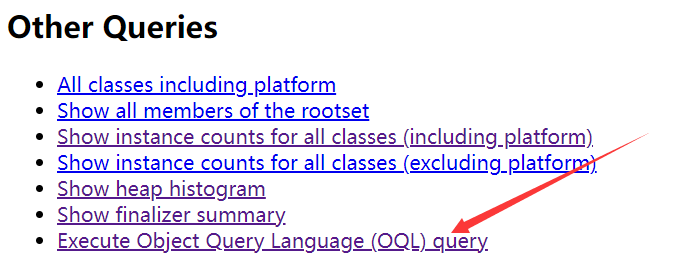 Other Queries
All classes including platform
Show all members of the rootset
Show instance counts for all classes (including platform)
Show instance counts for all classes (excluding platform)
Show heap histogram
Show finalizer summary
Execute Object Query Language (OQL) query